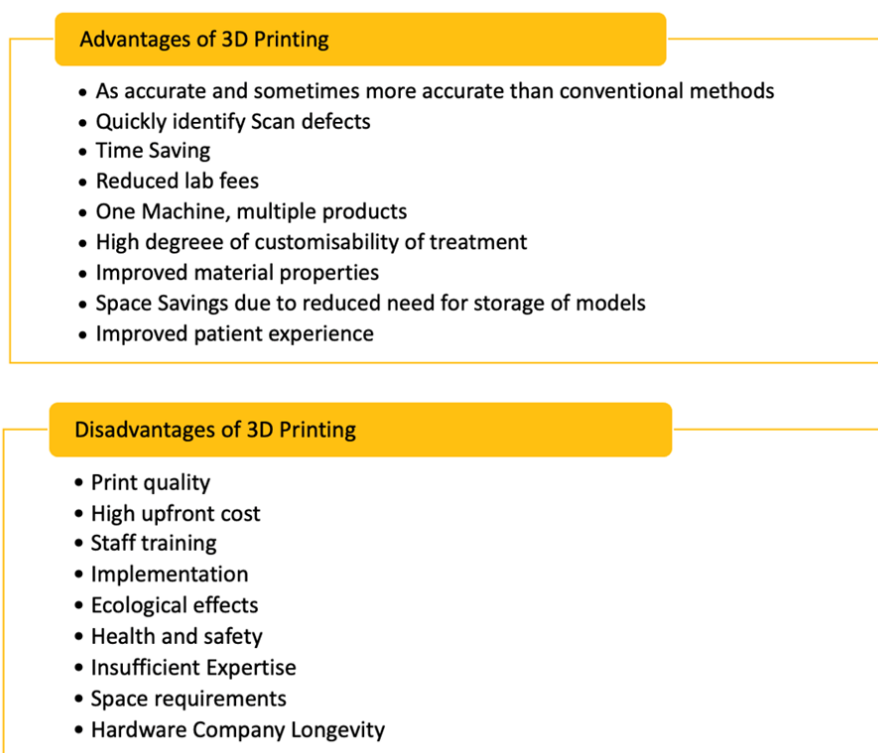 Advantages of 3D Printing
• As accurate and sometimes more accurate than conventional methods
• Quickly identify Scan defects
• Time Saving
• Reduced lab fees
• One Machine, multiple products
• High degreee of customisability of treatment
• Improved material properties
• Space Savings due to reduced need for storage of models
• Improved patient experience
Disadvantages of 3D Printing
• Print quality
• High upfront cost
• Staff training
• Implementation
• Ecological effects
• Health and safety
• Insufficient Expertise
• Space requirements
• Hardware Company Longevity